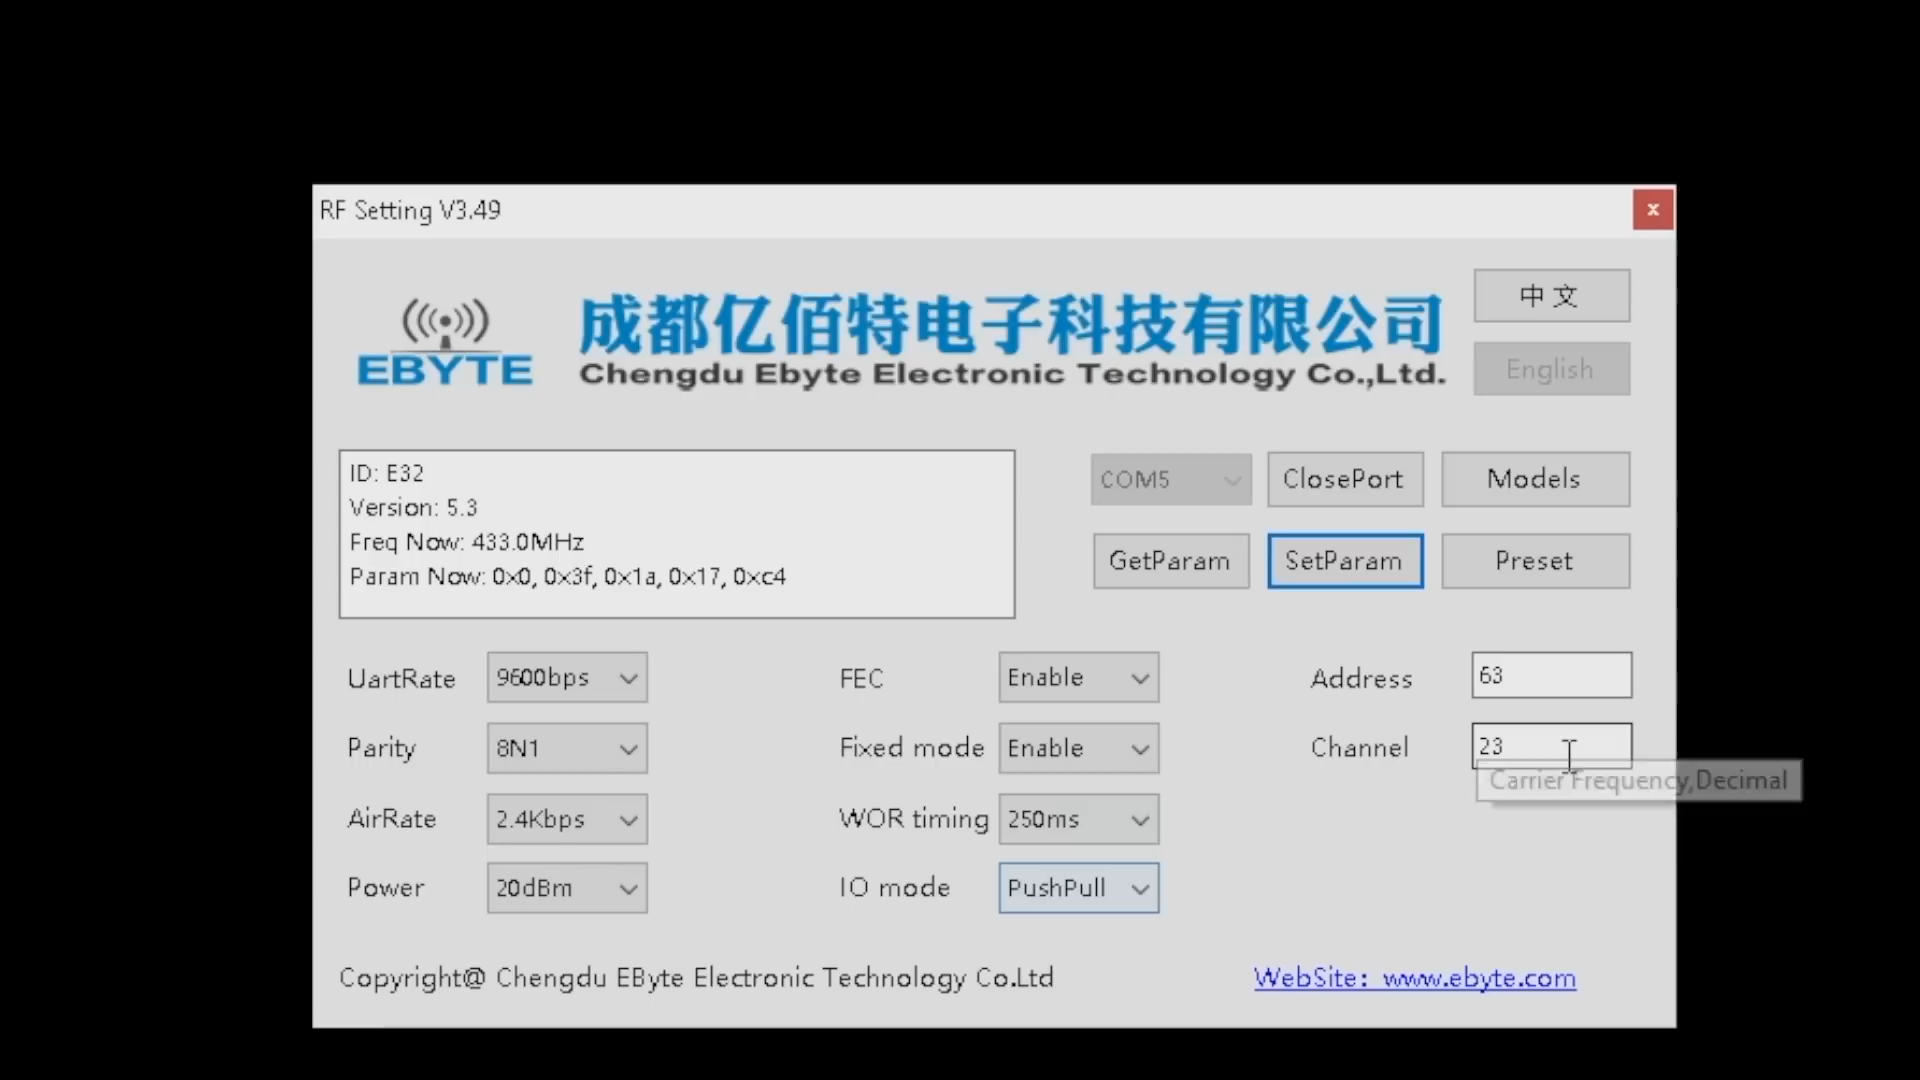 RF Setting V3.49
x
EBYTE
成都亿佰特电子科技有限公司
Chengdu Ebyte Electronic Technology Co.,Ltd.
中文
English
ID: E32
Version: 5.3
Freq Now: 433.0MHz
Param Now: 0x0, 0x3f, 0x1a, 0x17, 0xc4
COM5
ClosePort
Models
GetParam
SetParam
Preset
UartRate 9600bps
FEC Enable
Address 63
Parity 8N1
Fixed mode Enable
Channel 23
Carrier Frequency,Decimal
AirRate 2.4Kbps
WOR timing 250ms
Power 20dBm
IO mode PushPull
Copyright@ Chengdu EByte Electronic Technology Co.Ltd
WebSite: www.ebyte.com